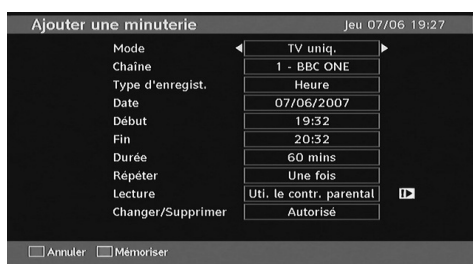 Ajouter une minuterie Jeu 07/06 19:27
Mode TV uniq.
Chaîne 1 - BBC ONE
Type d'enregist. Heure
Date 07/06/2007
Début 19:32
Fin 20:32
Durée 60 mins
Répéter Une fois
Lecture Uti. le contr. parental
Changer/Supprimer Autorisé
Annuler Mémoriser